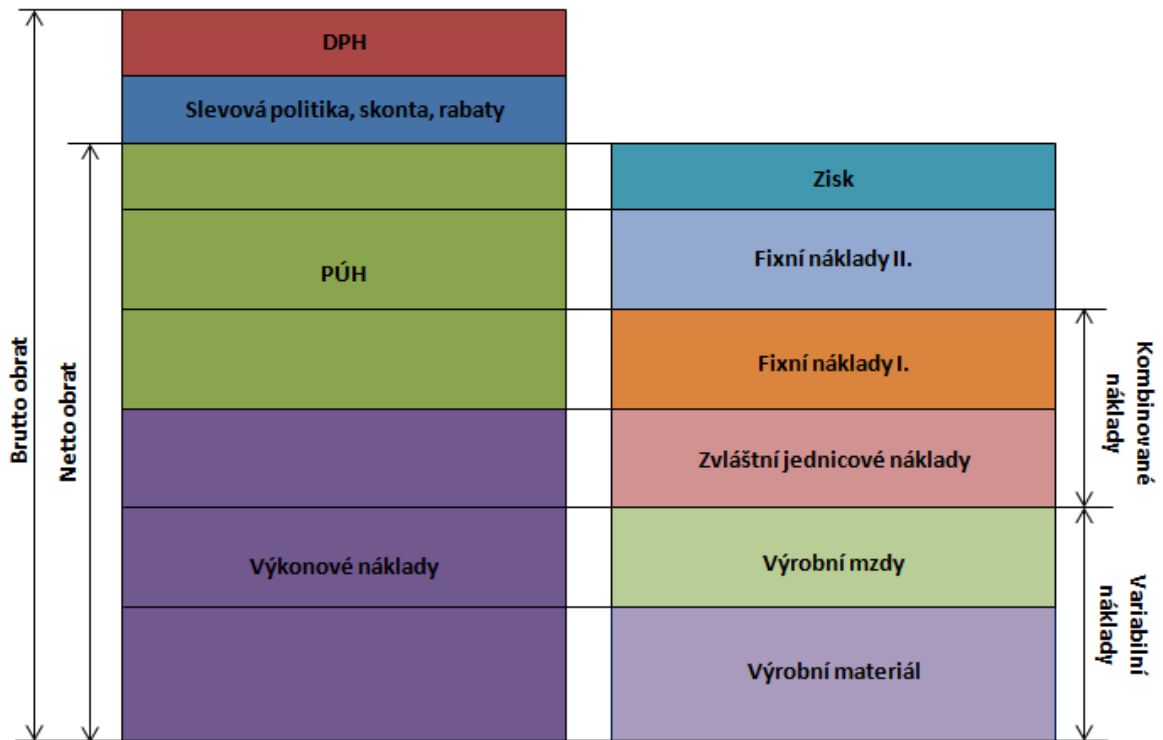 DPH
Slevová politika, skonta, rabaty
PÚH
Výkonové náklady
Zisk
Fixní náklady II.
Fixní náklady I.
Zvláštní jednicové náklady
Výrobní mzdy
Výrobní materiál
Brutto obrat
Netto obrat
Kombinované
náklady
Variabilní
náklady